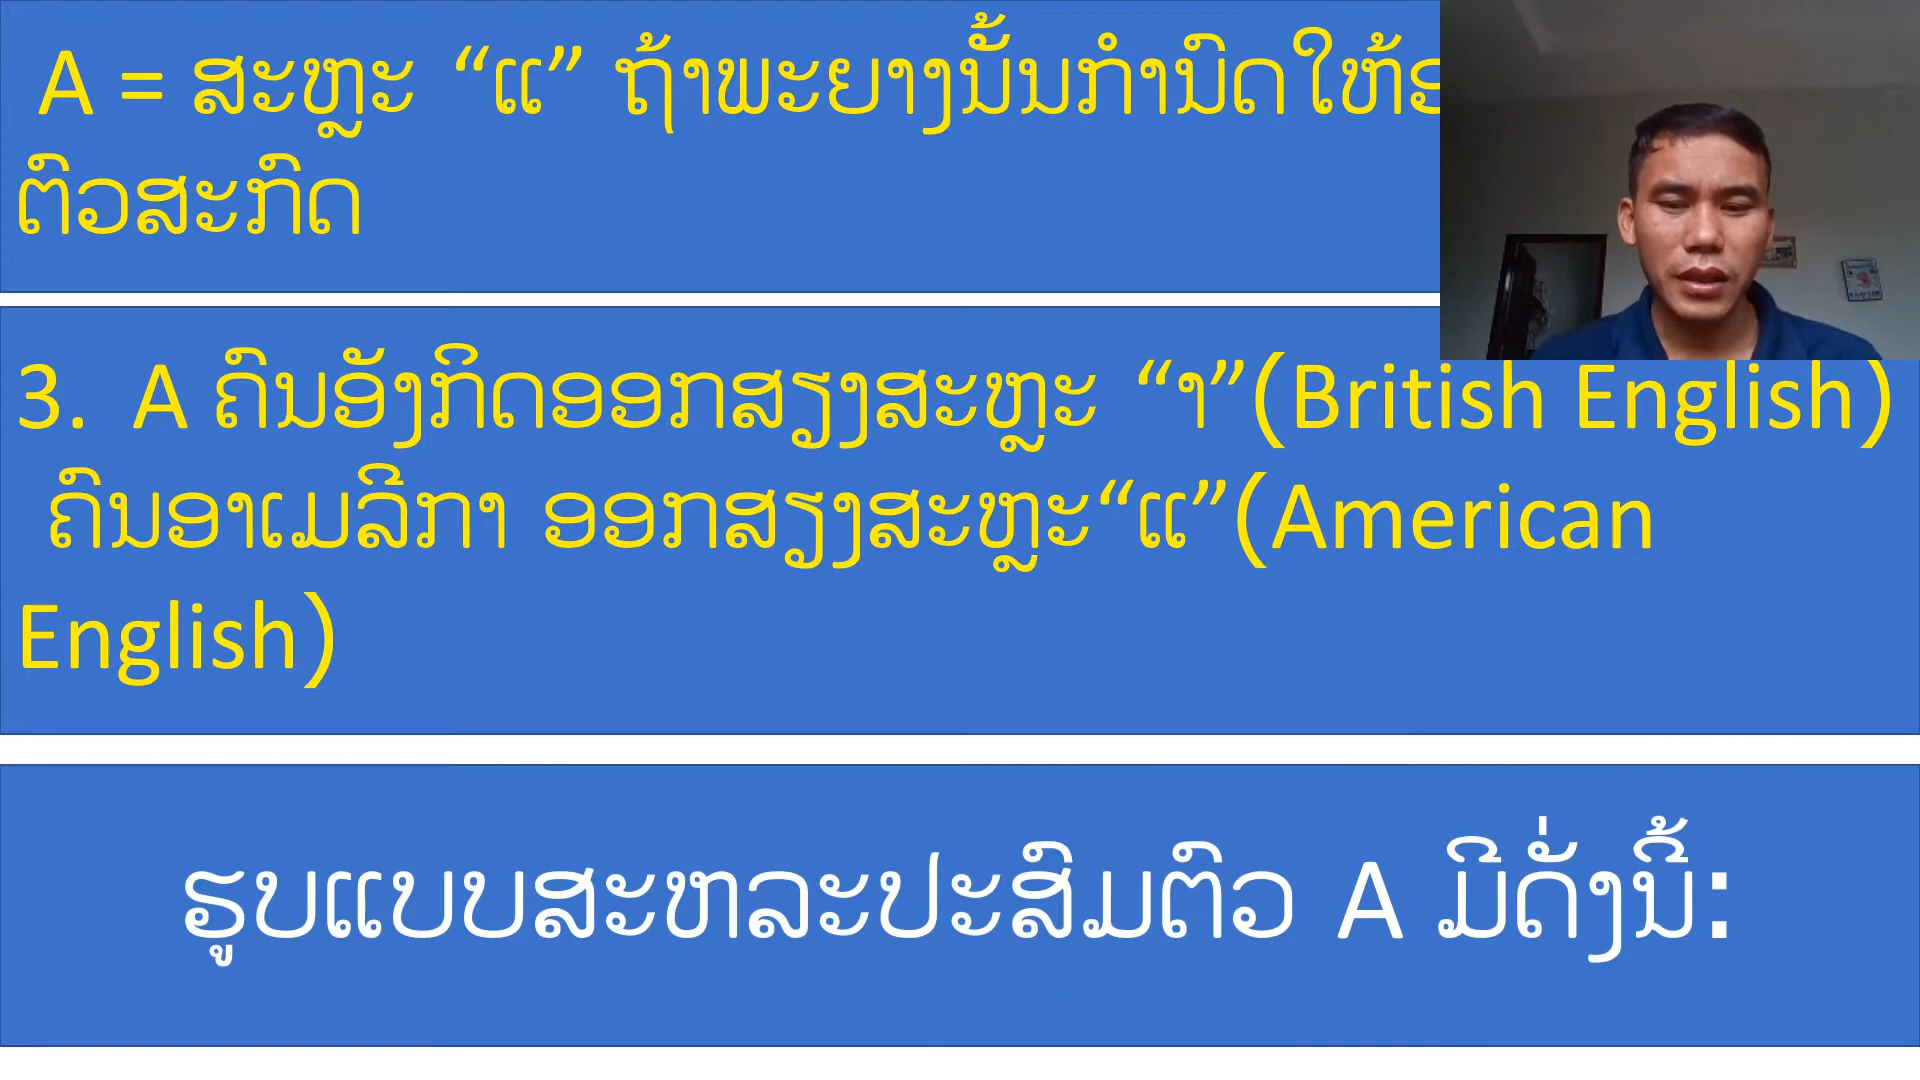 A = ສະຫຼະ “ແ” ຖ້າພະຍາງນັ້ນກຳນົດໃຫ້
ຕົວສະກົດ
3. A ຄົນອັງກິດອອກສຽງສະຫຼະ “າ”(British English)
ຄົນອາເມລີກາ ອອກສຽງສະຫຼະ“ແ”(American
English)
ຮູບແບບສະຫລະປະສົມຕົວ A ມີດັ່ງນີ້: